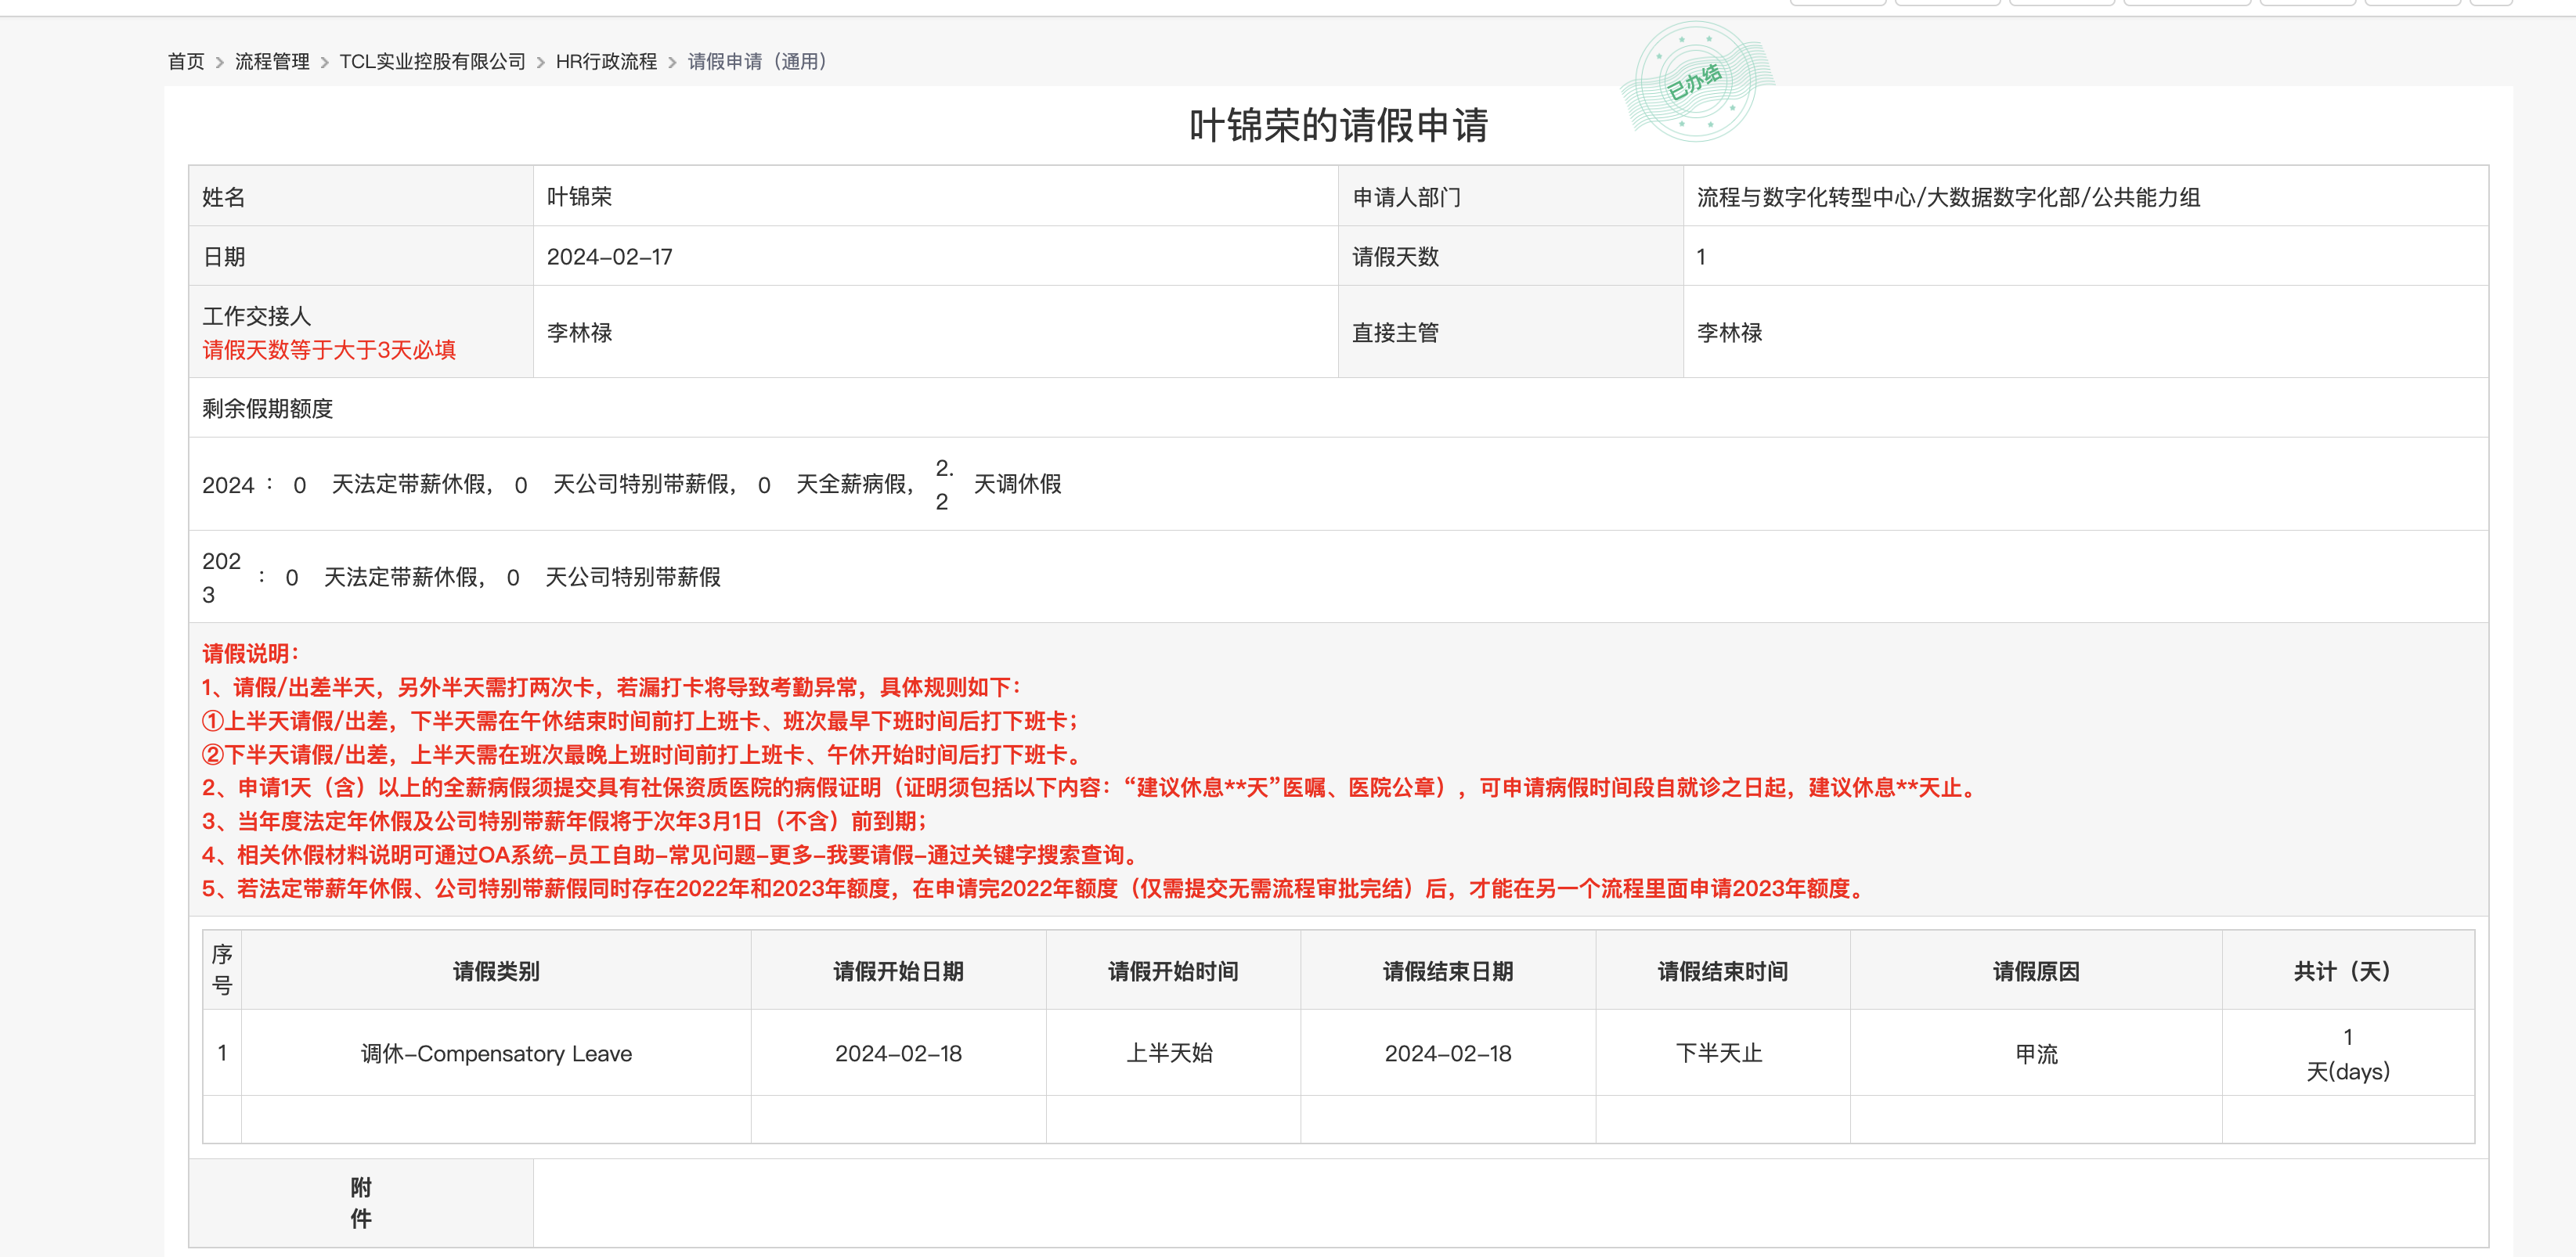 首页 > 流程管理 > TCL实业控股有限公司 > HR行政流程 > 请假申请（通用）
已办结
叶锦荣的请假申请
姓名 叶锦荣 申请人部门 流程与数字化转型中心/大数据数字化部/公共能力组
日期 2024-02-17 请假天数 1
工作交接人
请假天数等于大于3天必填
李林禄 直接主管 李林禄
剩余假期额度
2024 ： 0 天法定带薪休假， 0 天公司特别带薪假， 0 天全薪病假， 2.
2 天调休假
202
3 ： 0 天法定带薪休假， 0 天公司特别带薪假
请假说明：
1、请假/出差半天，另外半天需打两次卡，若漏打卡将导致考勤异常，具体规则如下：
①上半天请假/出差，下半天需在午休结束时间前打上班卡、班次最早下班时间后打下班卡；
②下半天请假/出差，上半天需在班次最晚上班时间前打上班卡、午休开始时间后打下班卡。
2、申请1天（含）以上的全薪病假须提交具有社保资质医院的病假证明（证明须包括以下内容：“建议休息**天”医嘱、医院公章），可申请病假时间段自就诊之日起，建议休息**天止。
3、当年度法定年休假及公司特别带薪年假将于次年3月1日（不含）前到期；
4、相关休假材料说明可通过OA系统-员工自助-常见问题-更多-我要请假-通过关键字搜索查询。
5、若法定带薪年休假、公司特别带薪假同时存在2022年和2023年额度，在申请完2022年额度（仅需提交无需流程审批完结）后，才能在另一个流程里面申请2023年额度。
序
号 请假类别 请假开始日期 请假开始时间 请假结束日期 请假结束时间 请假原因 共计（天）
1 调休-Compensatory Leave 2024-02-18 上半天始 2024-02-18 下半天止 甲流 1
天(days)
附
件